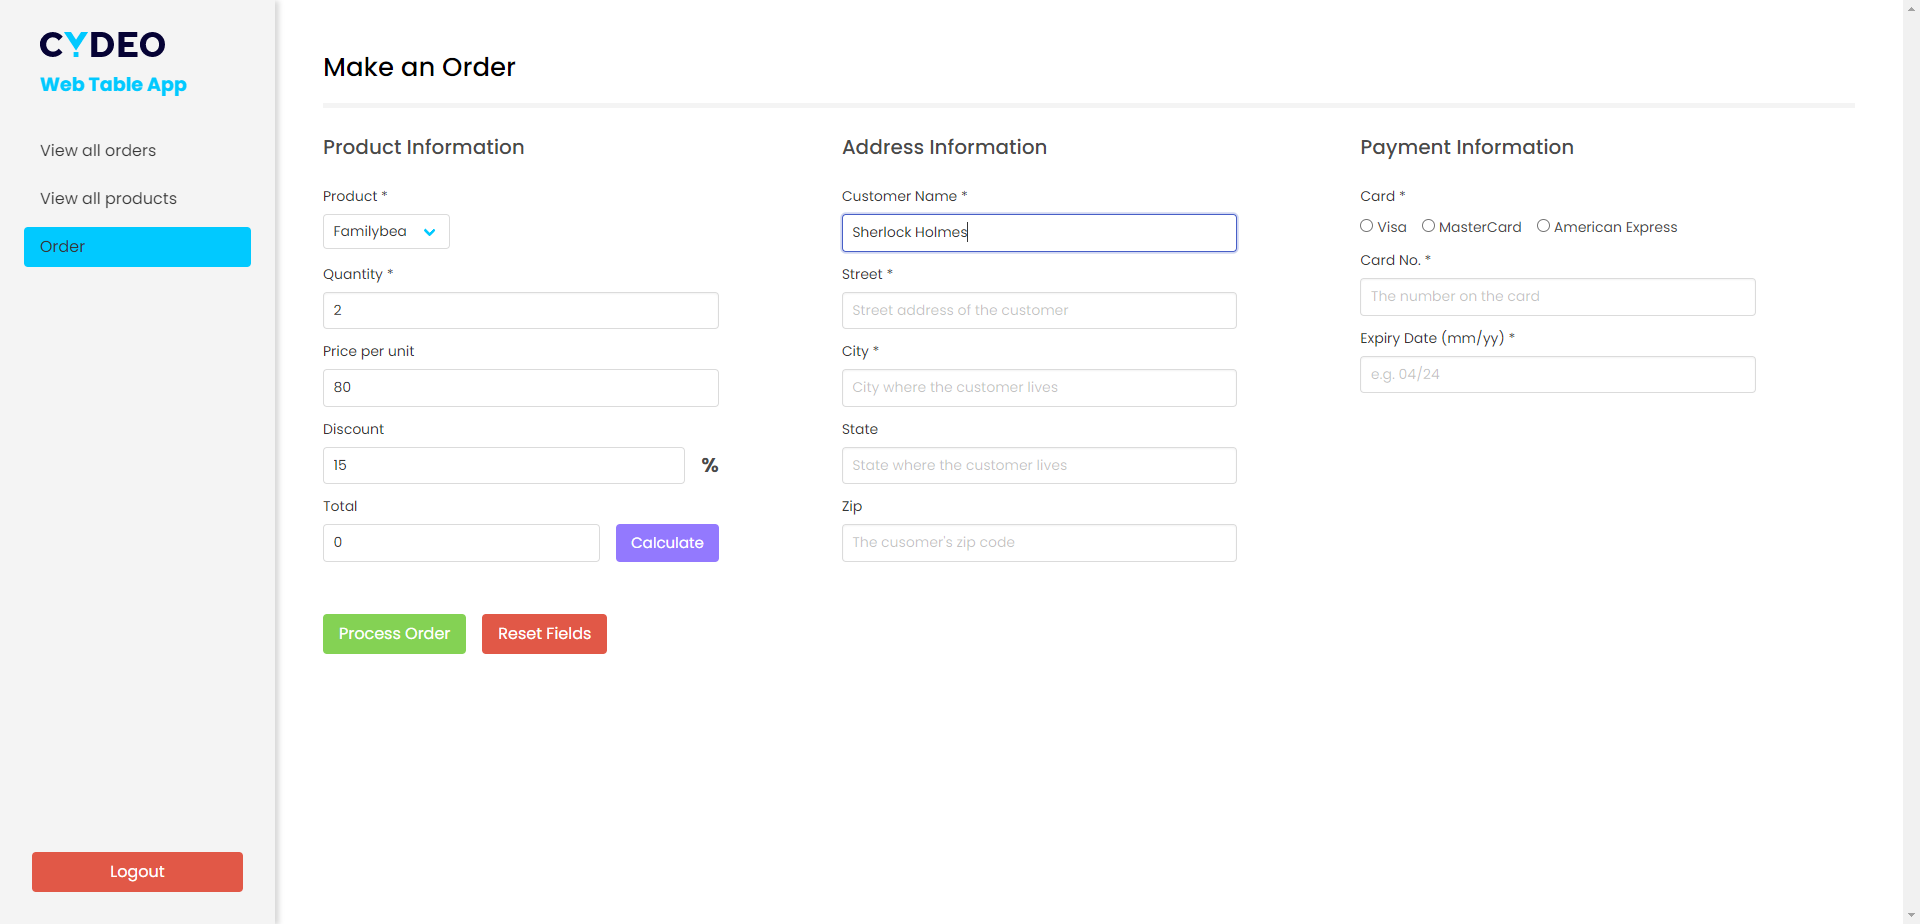 CYDEO
Web Table App
View all orders
View all products
Order
Logout
Make an Order
Product Information
Product *
Familybea
Quantity *
2
Price per unit
80
Discount
15
%
Total
0
Calculate
Process Order
Reset Fields
Address Information
Customer Name *
Sherlock Holmes
Street *
Street address of the customer
City *
City where the customer lives
State
State where the customer lives
Zip
The cusomer's zip code
Payment Information
Card *
Visa MasterCard American Express
Card No. *
The number on the card
Expiry Date (mm/yy) *
e.g. 04/24